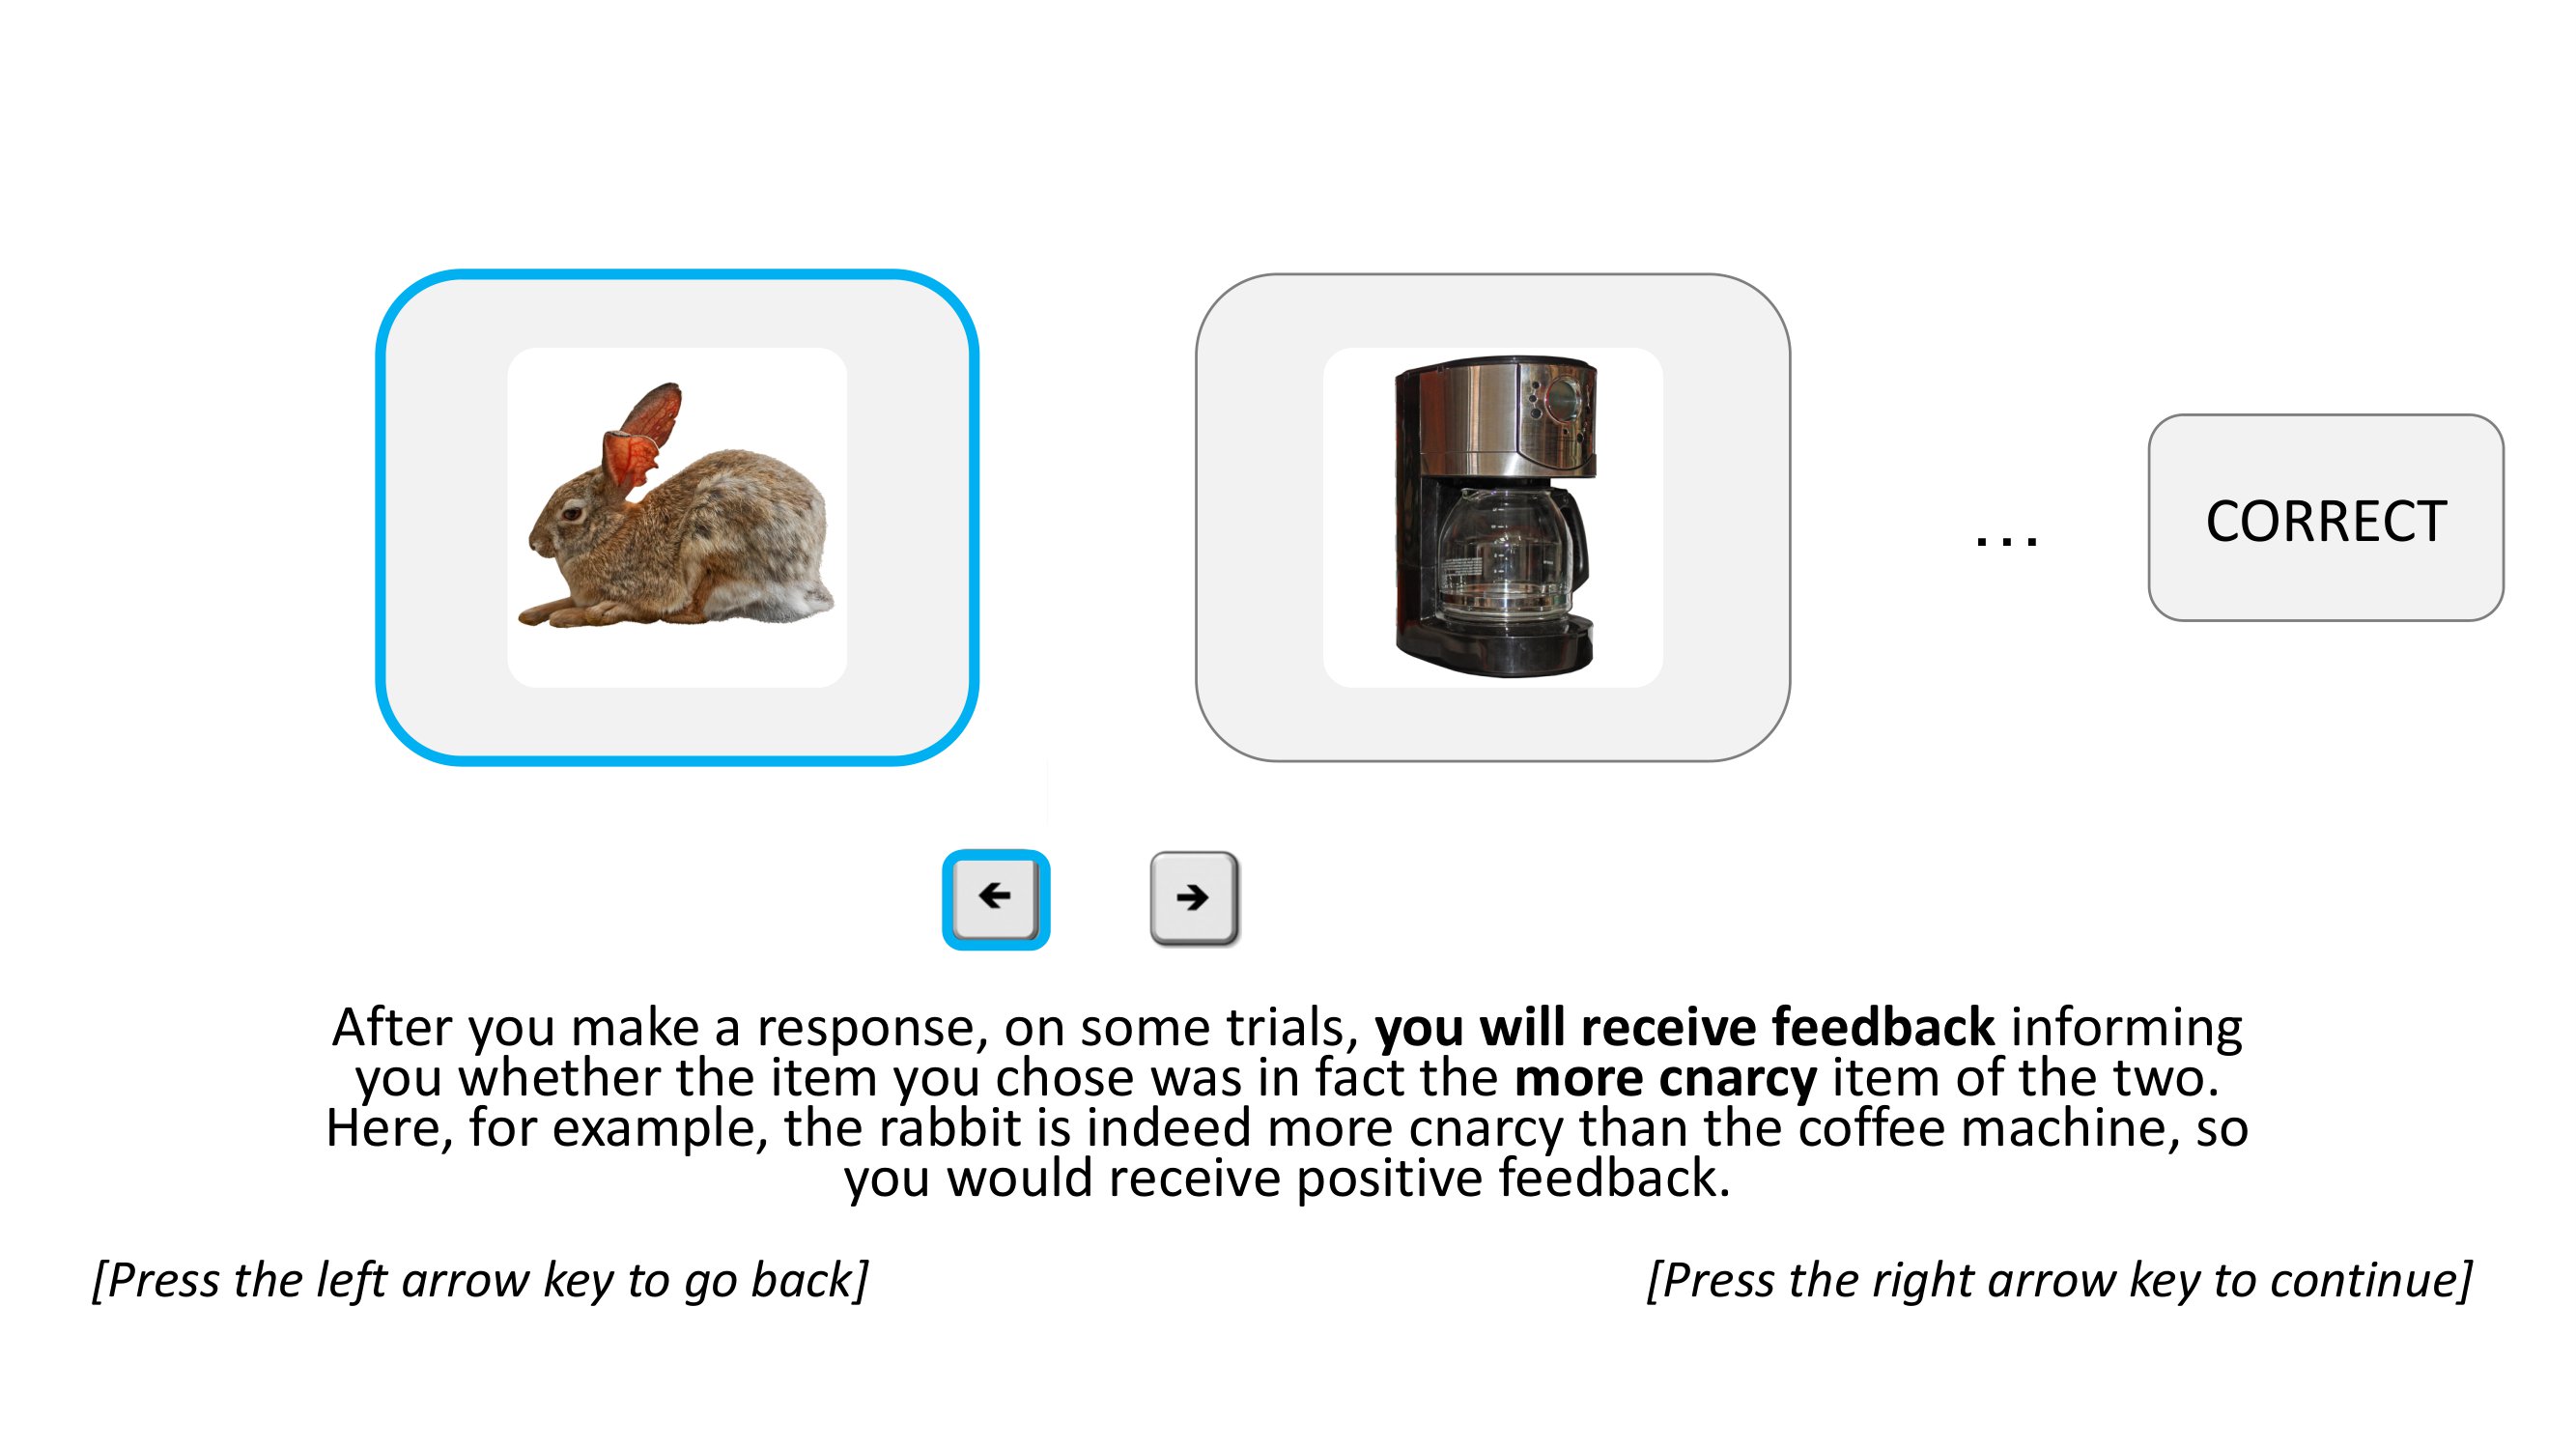 ... CORRECT
After you make a response, on some trials, you will receive feedback informing
you whether the item you chose was in fact the more cnarcy item of the two.
Here, for example, the rabbit is indeed more cnarcy than the coffee machine, so
you would receive positive feedback.
[Press the left arrow key to go back] [Press the right arrow key to continue]